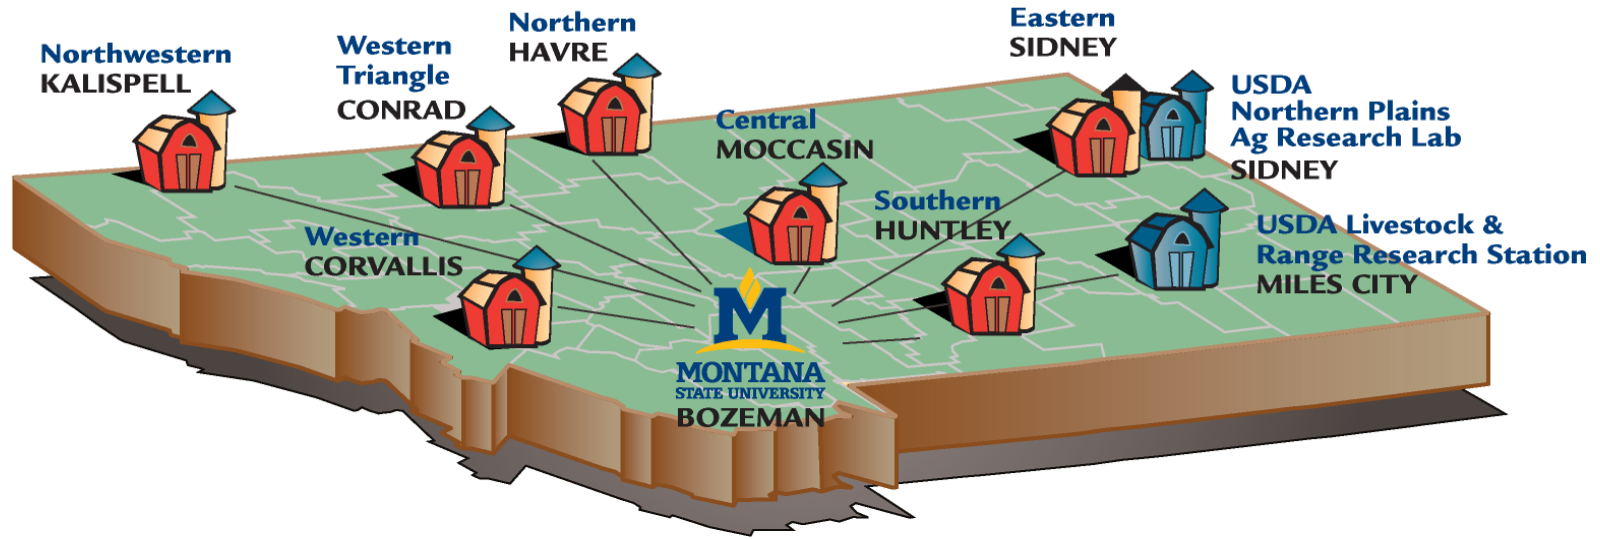 Northwestern
KALISPELL
Western
Triangle
CONRAD
Northern
HAVRE
Central
MOCCASIN
Eastern
SIDNEY
USDA
Northern Plains
Ag Research Lab
SIDNEY
Southern
HUNTLEY
USDA Livestock &
Range Research Station
MILES CITY
Western
CORVALLIS
M
MONTANA
STATE UNIVERSITY
BOZEMAN